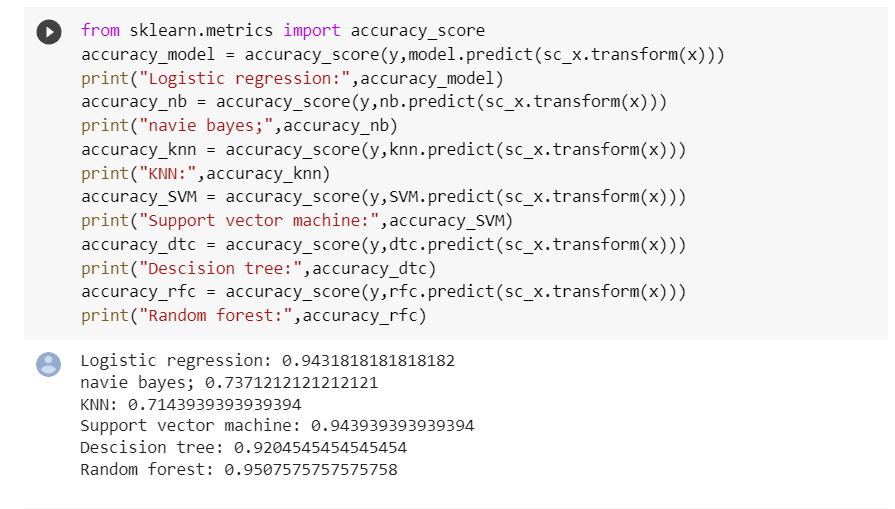 from sklearn.metrics import accuracy_score
accuracy_model = accuracy_score(y,model.predict(sc_x.transform(x)))
print("Logistic regression:",accuracy_model)
accuracy_nb = accuracy_score(y,nb.predict(sc_x.transform(x)))
print("navie bayes;",accuracy_nb)
accuracy_knn = accuracy_score(y,knn.predict(sc_x.transform(x)))
print("KNN:",accuracy_knn)
accuracy_SVM = accuracy_score(y,SVM.predict(sc_x.transform(x)))
print("Support vector machine:",accuracy_SVM)
accuracy_dtc = accuracy_score(y,dtc.predict(sc_x.transform(x)))
print("Descision tree:",accuracy_dtc)
accuracy_rfc = accuracy_score(y,rfc.predict(sc_x.transform(x)))
print("Random forest:",accuracy_rfc)
Logistic regression: 0.9431818181818182
navie bayes; 0.7371212121212121
KNN: 0.7143939393939394
Support vector machine: 0.943939393939394
Descision tree: 0.9204545454545454
Random forest: 0.9507575757575758